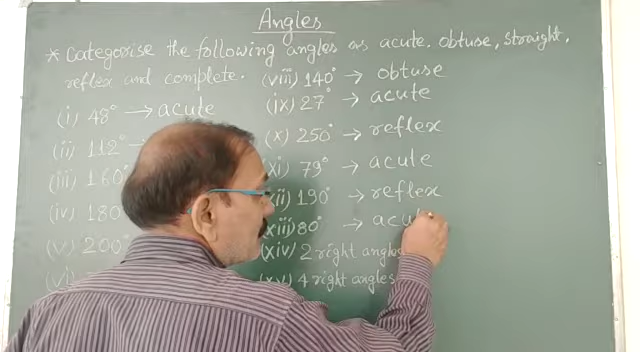 Angles
* Categorise the following angles as acute. obtuse, straight,
reflex and complete.
(i) 48° → acute
(ii) 112° →
(iii) 160°
(iv) 180
(v) 200°
(vi)
(viii) 140° → obtuse
(ix) 27° → acute
(x) 250° → reflex
(xi) 79° → acute
(xii) 190° → reflex
(xiii) 80° → acu
(xiv) 2 right angles
(xv) 4 right angles